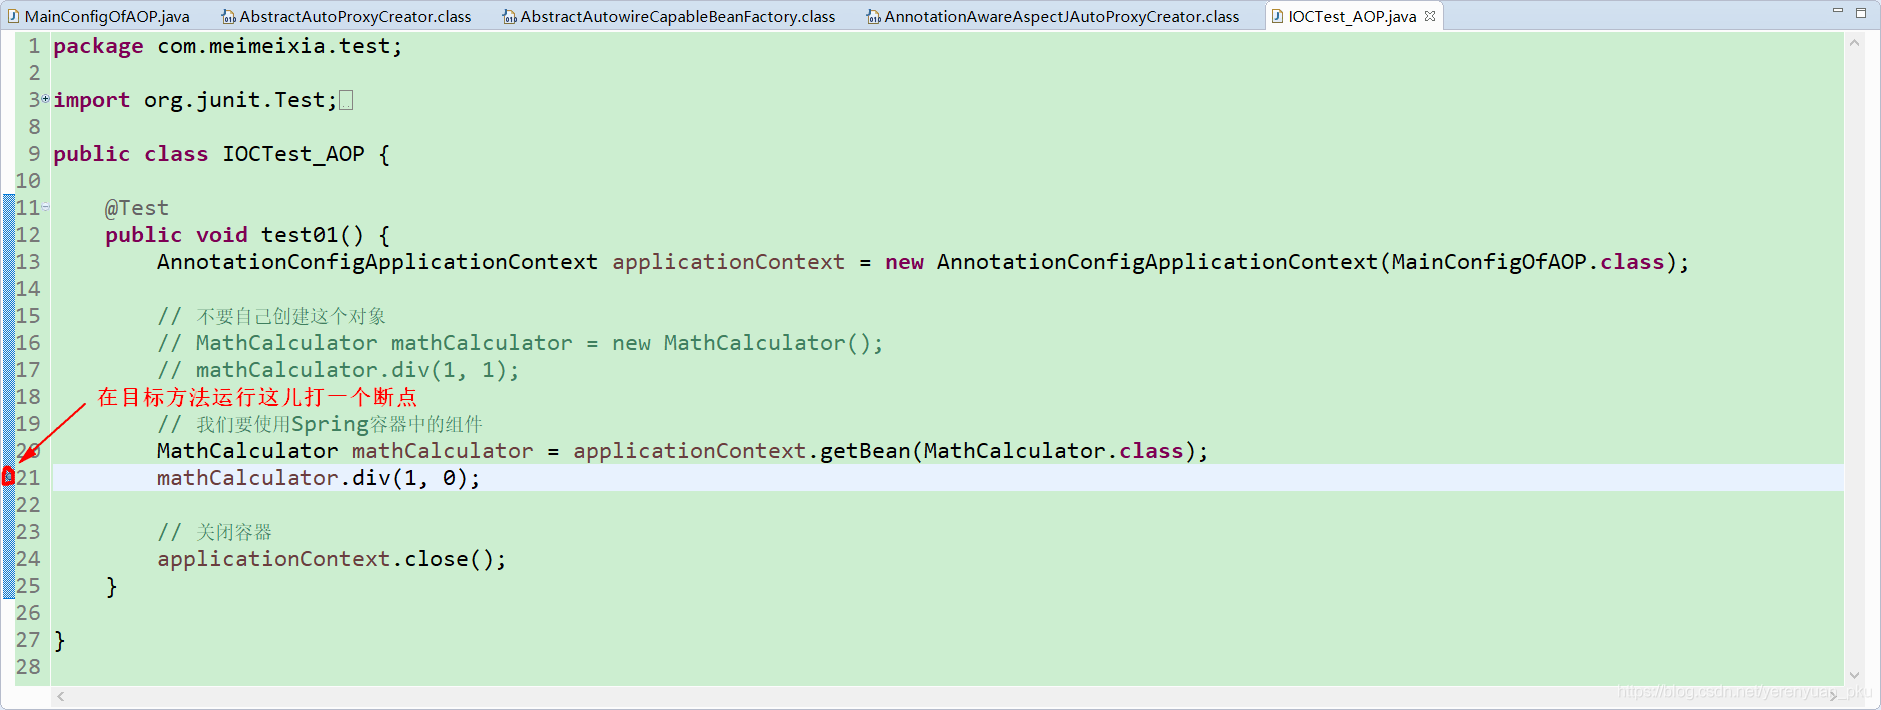 MainConfigOfAOP.java AbstractAutoProxyCreator.class AbstractAutowireCapableBeanFactory.class AnnotationAwareAspectJAutoProxyCreator.class IOCTest_AOP.java
1 package com.meimeixia.test;
2
3 import org.junit.Test;
8
9 public class IOCTest_AOP {
10
11 @Test
12 public void test01() {
13 AnnotationConfigApplicationContext applicationContext = new AnnotationConfigApplicationContext(MainConfigOfAOP.class);
14
15 // 不要自己创建这个对象
16 // MathCalculator mathCalculator = new MathCalculator();
17 // mathCalculator.div(1, 1);
18 在目标方法运行这儿打一个断点
19 // 我们要使用Spring容器中的组件
20 MathCalculator mathCalculator = applicationContext.getBean(MathCalculator.class);
21 mathCalculator.div(1, 0);
22
23 // 关闭容器
24 applicationContext.close();
25 }
26
27 }
28
https://blog.csdn.net/yerenyuan_pku